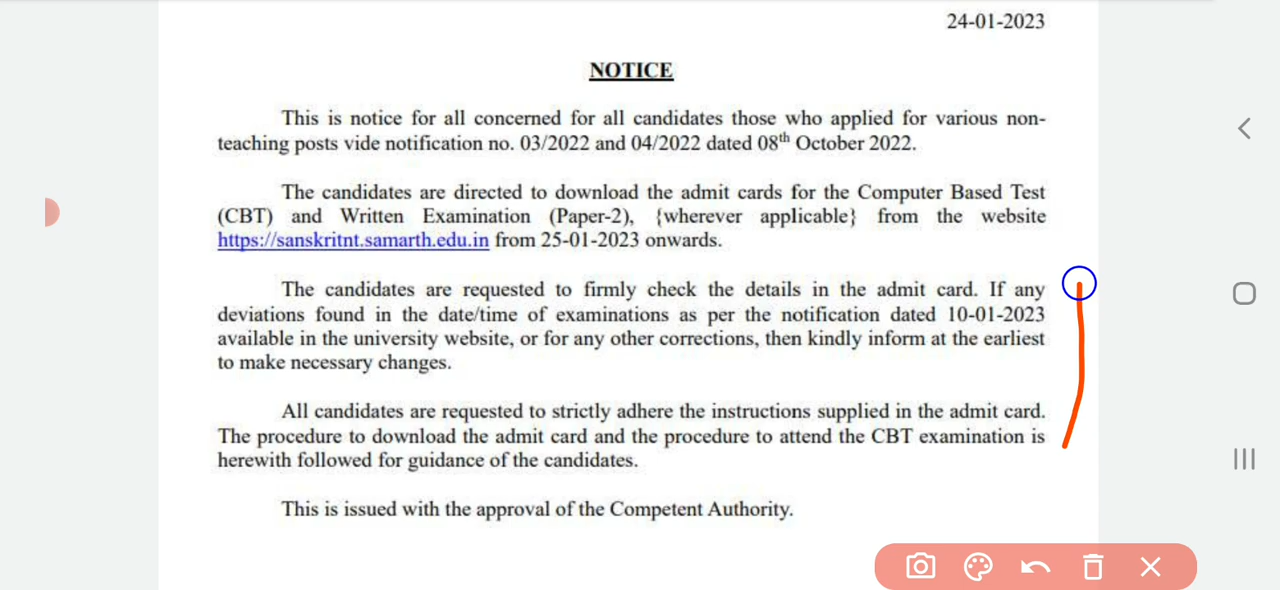 24-01-2023
NOTICE
This is notice for all concerned for all candidates those who applied for various non-
teaching posts vide notification no. 03/2022 and 04/2022 dated 08th October 2022.
The candidates are directed to download the admit cards for the Computer Based Test
(CBT) and Written Examination (Paper-2), {wherever applicable} from the website
https://sanskritnt.samarth.edu.in from 25-01-2023 onwards.
The candidates are requested to firmly check the details in the admit card. If any
deviations found in the date/time of examinations as per the notification dated 10-01-2023
available in the university website, or for any other corrections, then kindly inform at the earliest
to make necessary changes.
All candidates are requested to strictly adhere the instructions supplied in the admit card.
The procedure to download the admit card and the procedure to attend the CBT examination is
herewith followed for guidance of the candidates.
This is issued with the approval of the Competent Authority.